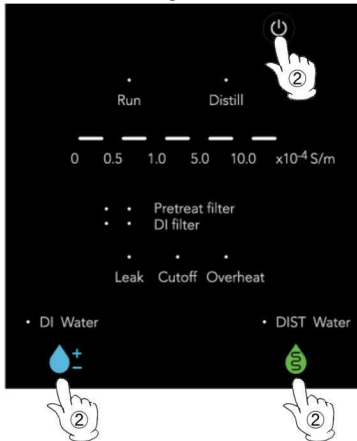 ②
Run Distill
0 0.5 1.0 5.0 10.0 x10-4 S/m
Pretreat filter
DI filter
Leak Cutoff Overheat
DI Water DIST Water
+
−
② ②